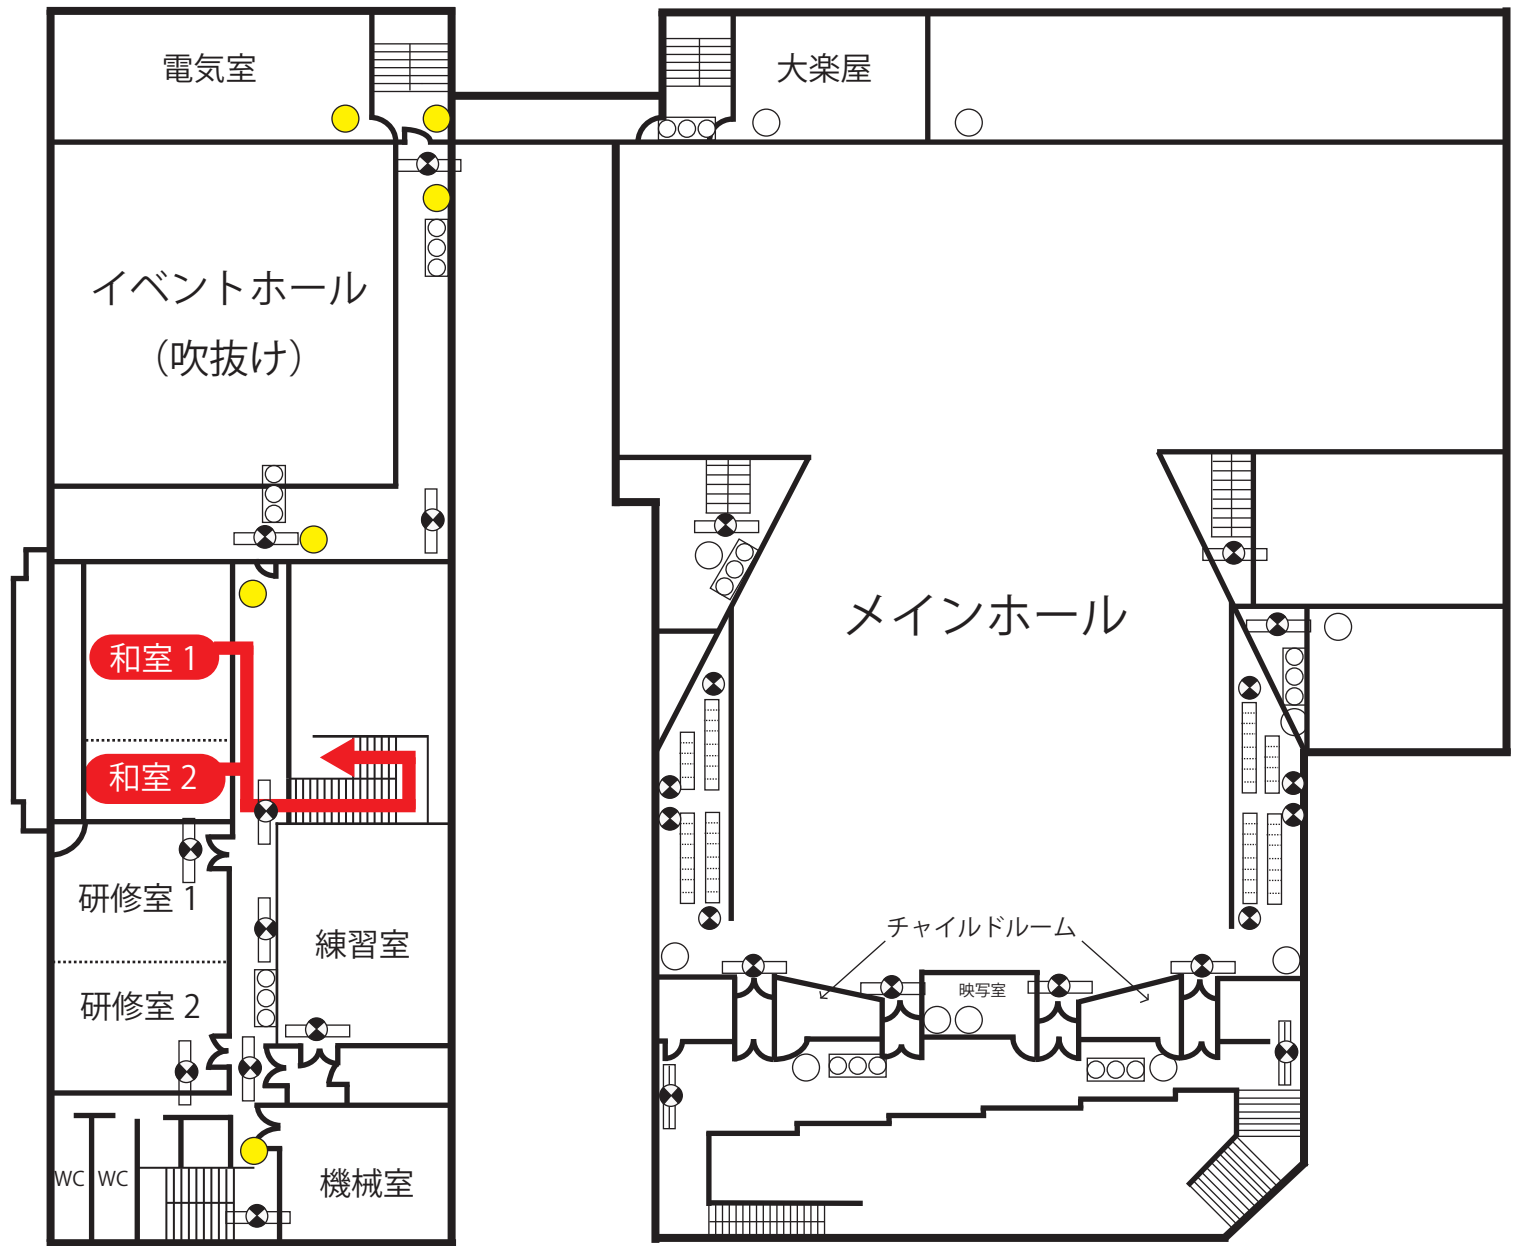 電気室
大楽屋
イベントホール
（吹抜け）
メインホール
和室 1
和室 2
研修室 1
研修室 2
練習室
チャイルドルーム
映写室
WC
WC
機械室